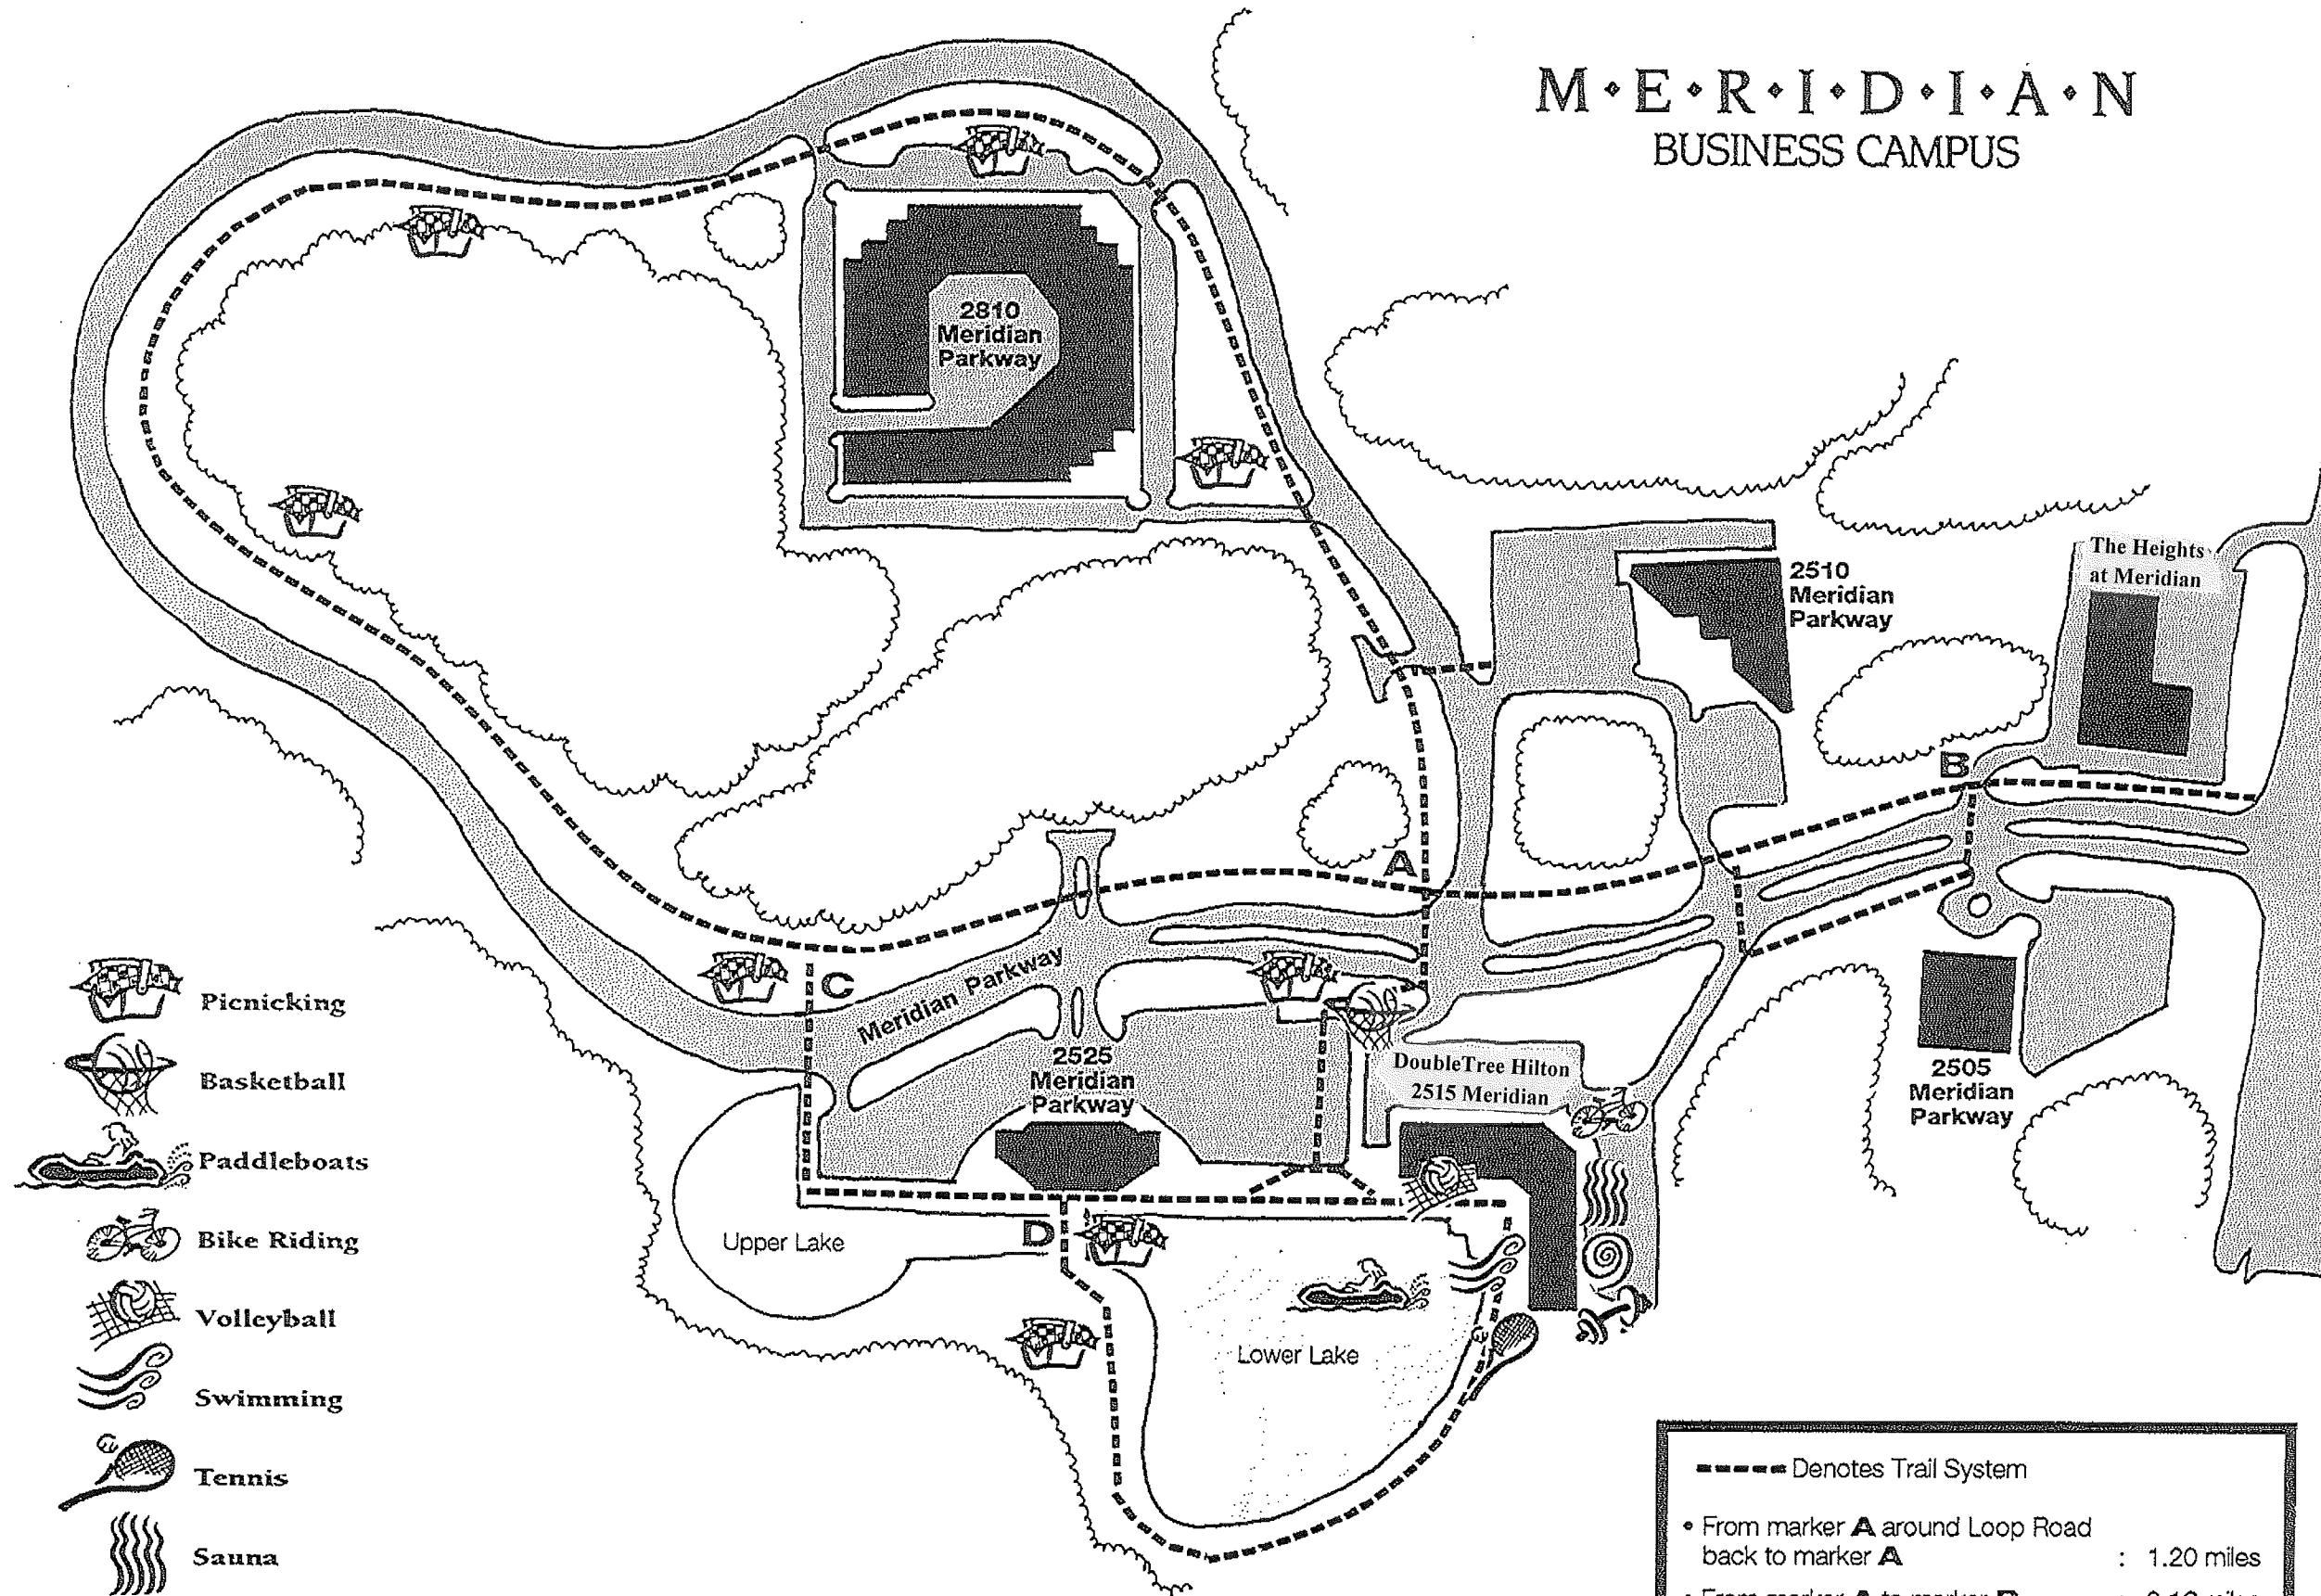 M•E•R•I•D•I•A•N
BUSINESS CAMPUS
2810
Meridian
Parkway
2510
Meridian
Parkway
The Heights
at Meridian
B
A
C
Meridian Parkway
2525
Meridian
Parkway
DoubleTree Hilton
2515 Meridian
2505
Meridian
Parkway
D
Upper Lake
Lower Lake
Picnicking
Basketball
Paddleboats
Bike Riding
Volleyball
Swimming
Tennis
Sauna
Denotes Trail System
• From marker A around Loop Road
back to marker A : 1.20 miles